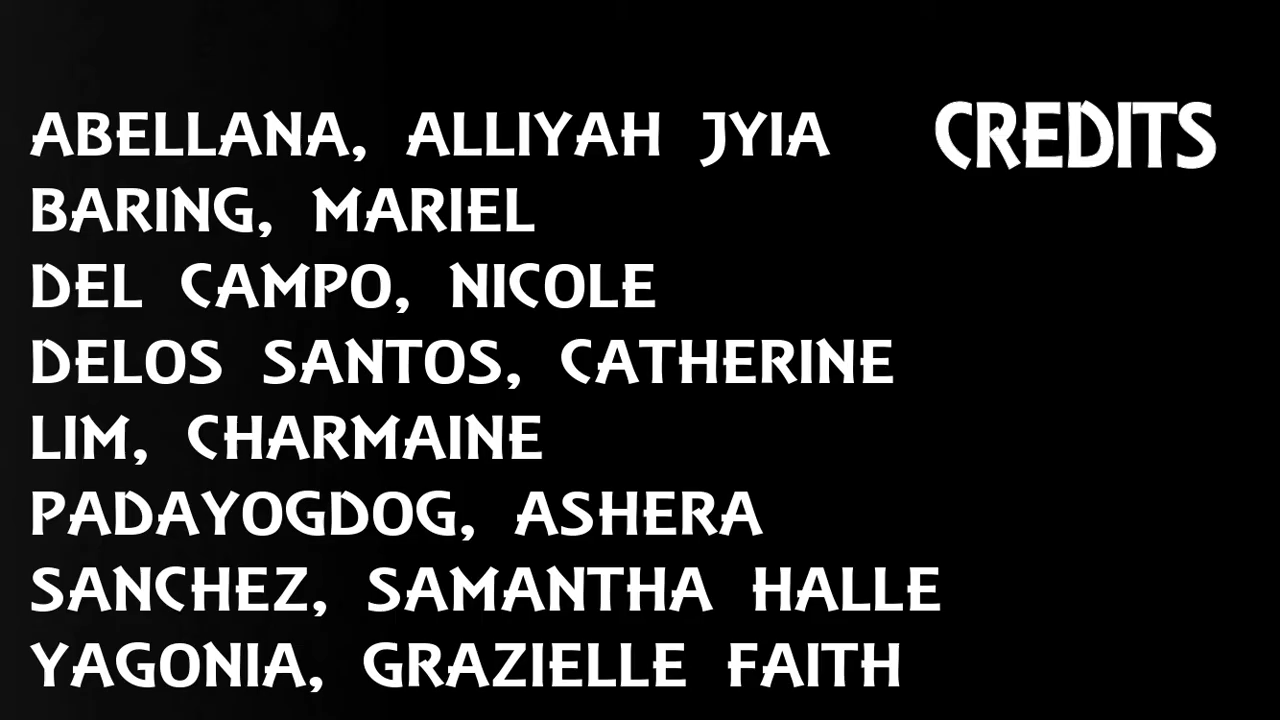 CREDITS
ABELLANA, ALLIYAH JYIA
BARING, MARIEL
DEL CAMPO, NICOLE
DELOS SANTOS, CATHERINE
LIM, CHARMAINE
PADAYOGDOG, ASHERA
SANCHEZ, SAMANTHA HALLE
YAGONIA, GRAZIELLE FAITH